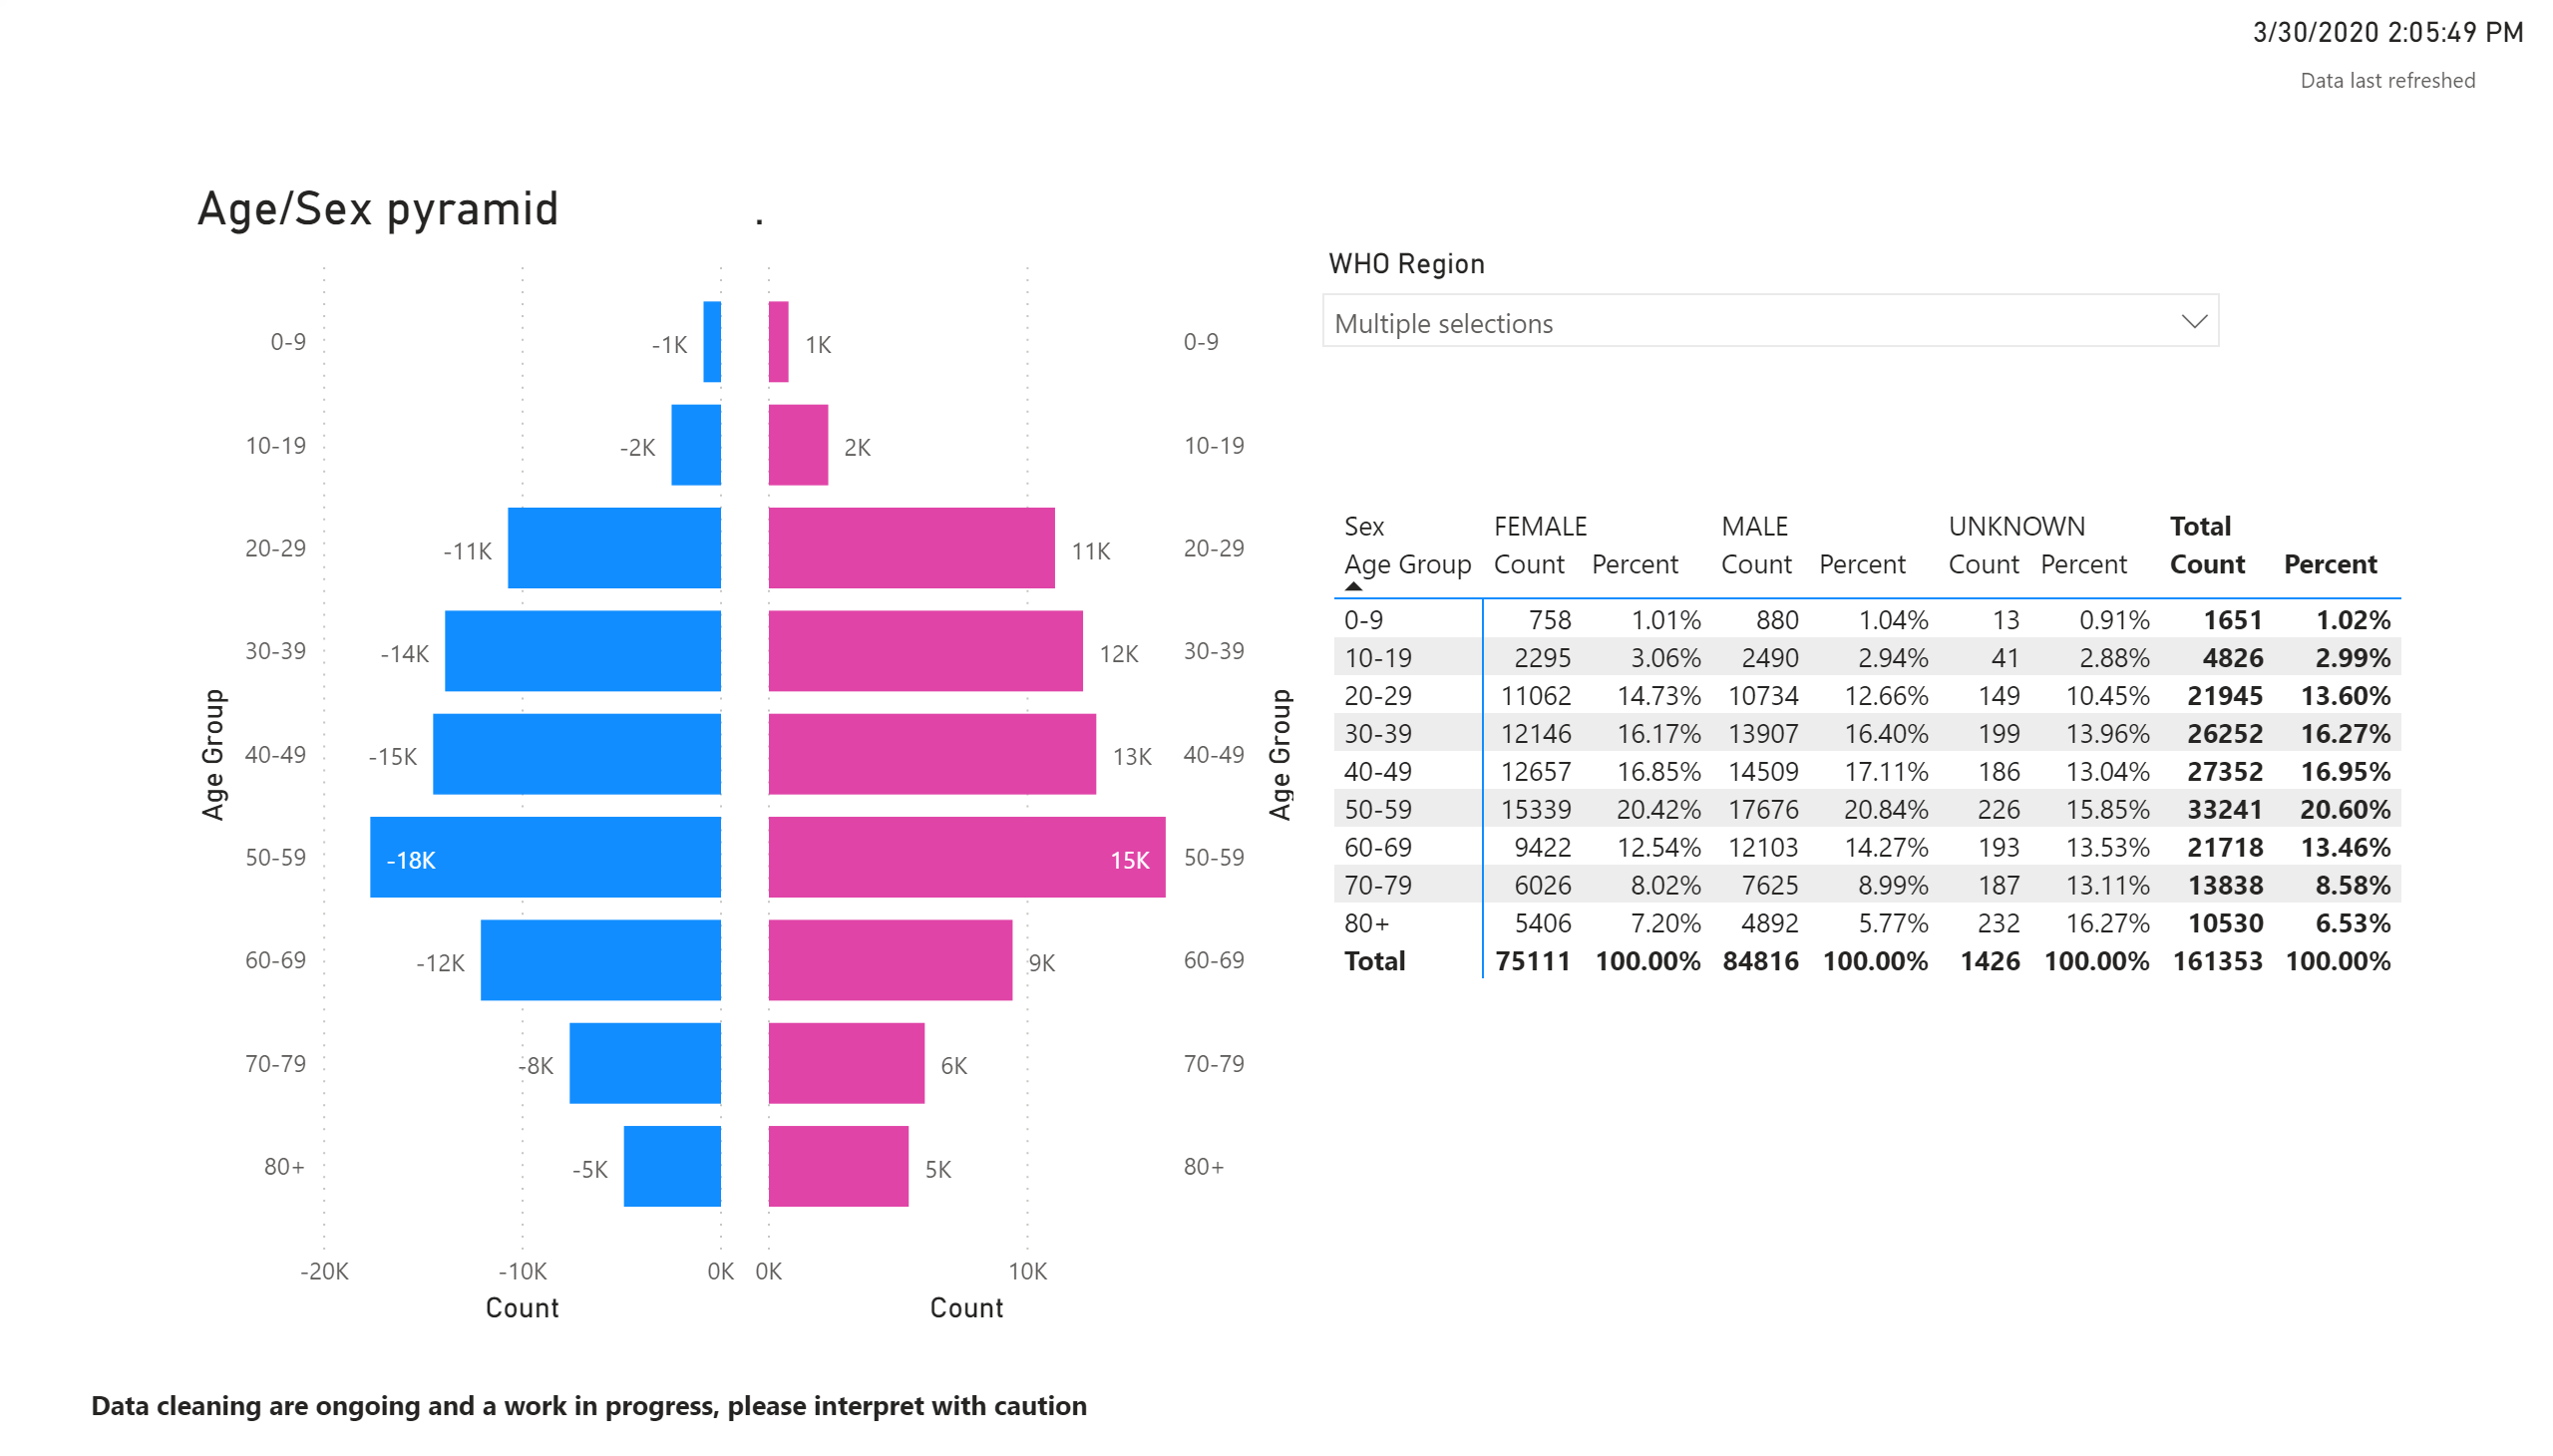 3/30/2020 2:05:49 PM
Data last refreshed
Age/Sex pyramid .
WHO Region
Multiple selections
0-9 -1K 1K 0-9
10-19 -2K 2K 10-19
20-29 -11K 11K 20-29
30-39 -14K 12K 30-39
40-49 -15K 13K 40-49
50-59 -18K 15K 50-59
60-69 -12K 9K 60-69
70-79 -8K 6K 70-79
80+ -5K 5K 80+
Age Group
Age Group
-20K -10K 0K 0K 10K
Count Count
Sex FEMALE MALE UNKNOWN Total
Age Group Count Percent Count Percent Count Percent Count Percent
0-9 758 1.01% 880 1.04% 13 0.91% 1651 1.02%
10-19 2295 3.06% 2490 2.94% 41 2.88% 4826 2.99%
20-29 11062 14.73% 10734 12.66% 149 10.45% 21945 13.60%
30-39 12146 16.17% 13907 16.40% 199 13.96% 26252 16.27%
40-49 12657 16.85% 14509 17.11% 186 13.04% 27352 16.95%
50-59 15339 20.42% 17676 20.84% 226 15.85% 33241 20.60%
60-69 9422 12.54% 12103 14.27% 193 13.53% 21718 13.46%
70-79 6026 8.02% 7625 8.99% 187 13.11% 13838 8.58%
80+ 5406 7.20% 4892 5.77% 232 16.27% 10530 6.53%
Total 75111 100.00% 84816 100.00% 1426 100.00% 161353 100.00%
Data cleaning are ongoing and a work in progress, please interpret with caution